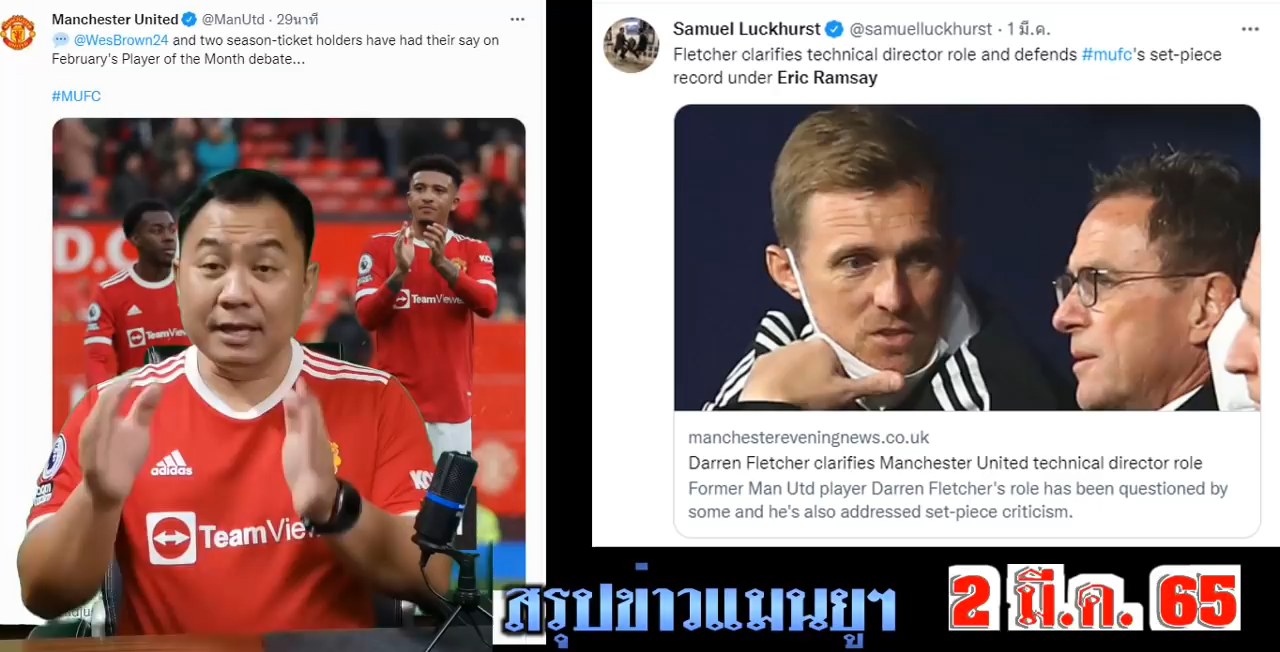 Manchester United @ManUtd · 29นาที
💬 @WesBrown24 and two season-ticket holders have had their say on
February's Player of the Month debate...
#MUFC
D.C
TeamViewer
TeamView
adidas
TeamVie
สรุปข่าวแมนยูฯ
Samuel Luckhurst @samuelluckhurst · 1 มี.ค.
Fletcher clarifies technical director role and defends #mufc's set-piece
record under Eric Ramsay
manchestereveningnews.co.uk
Darren Fletcher clarifies Manchester United technical director role
Former Man Utd player Darren Fletcher's role has been questioned by
some and he's also addressed set-piece criticism.
2 มี.ค. 65